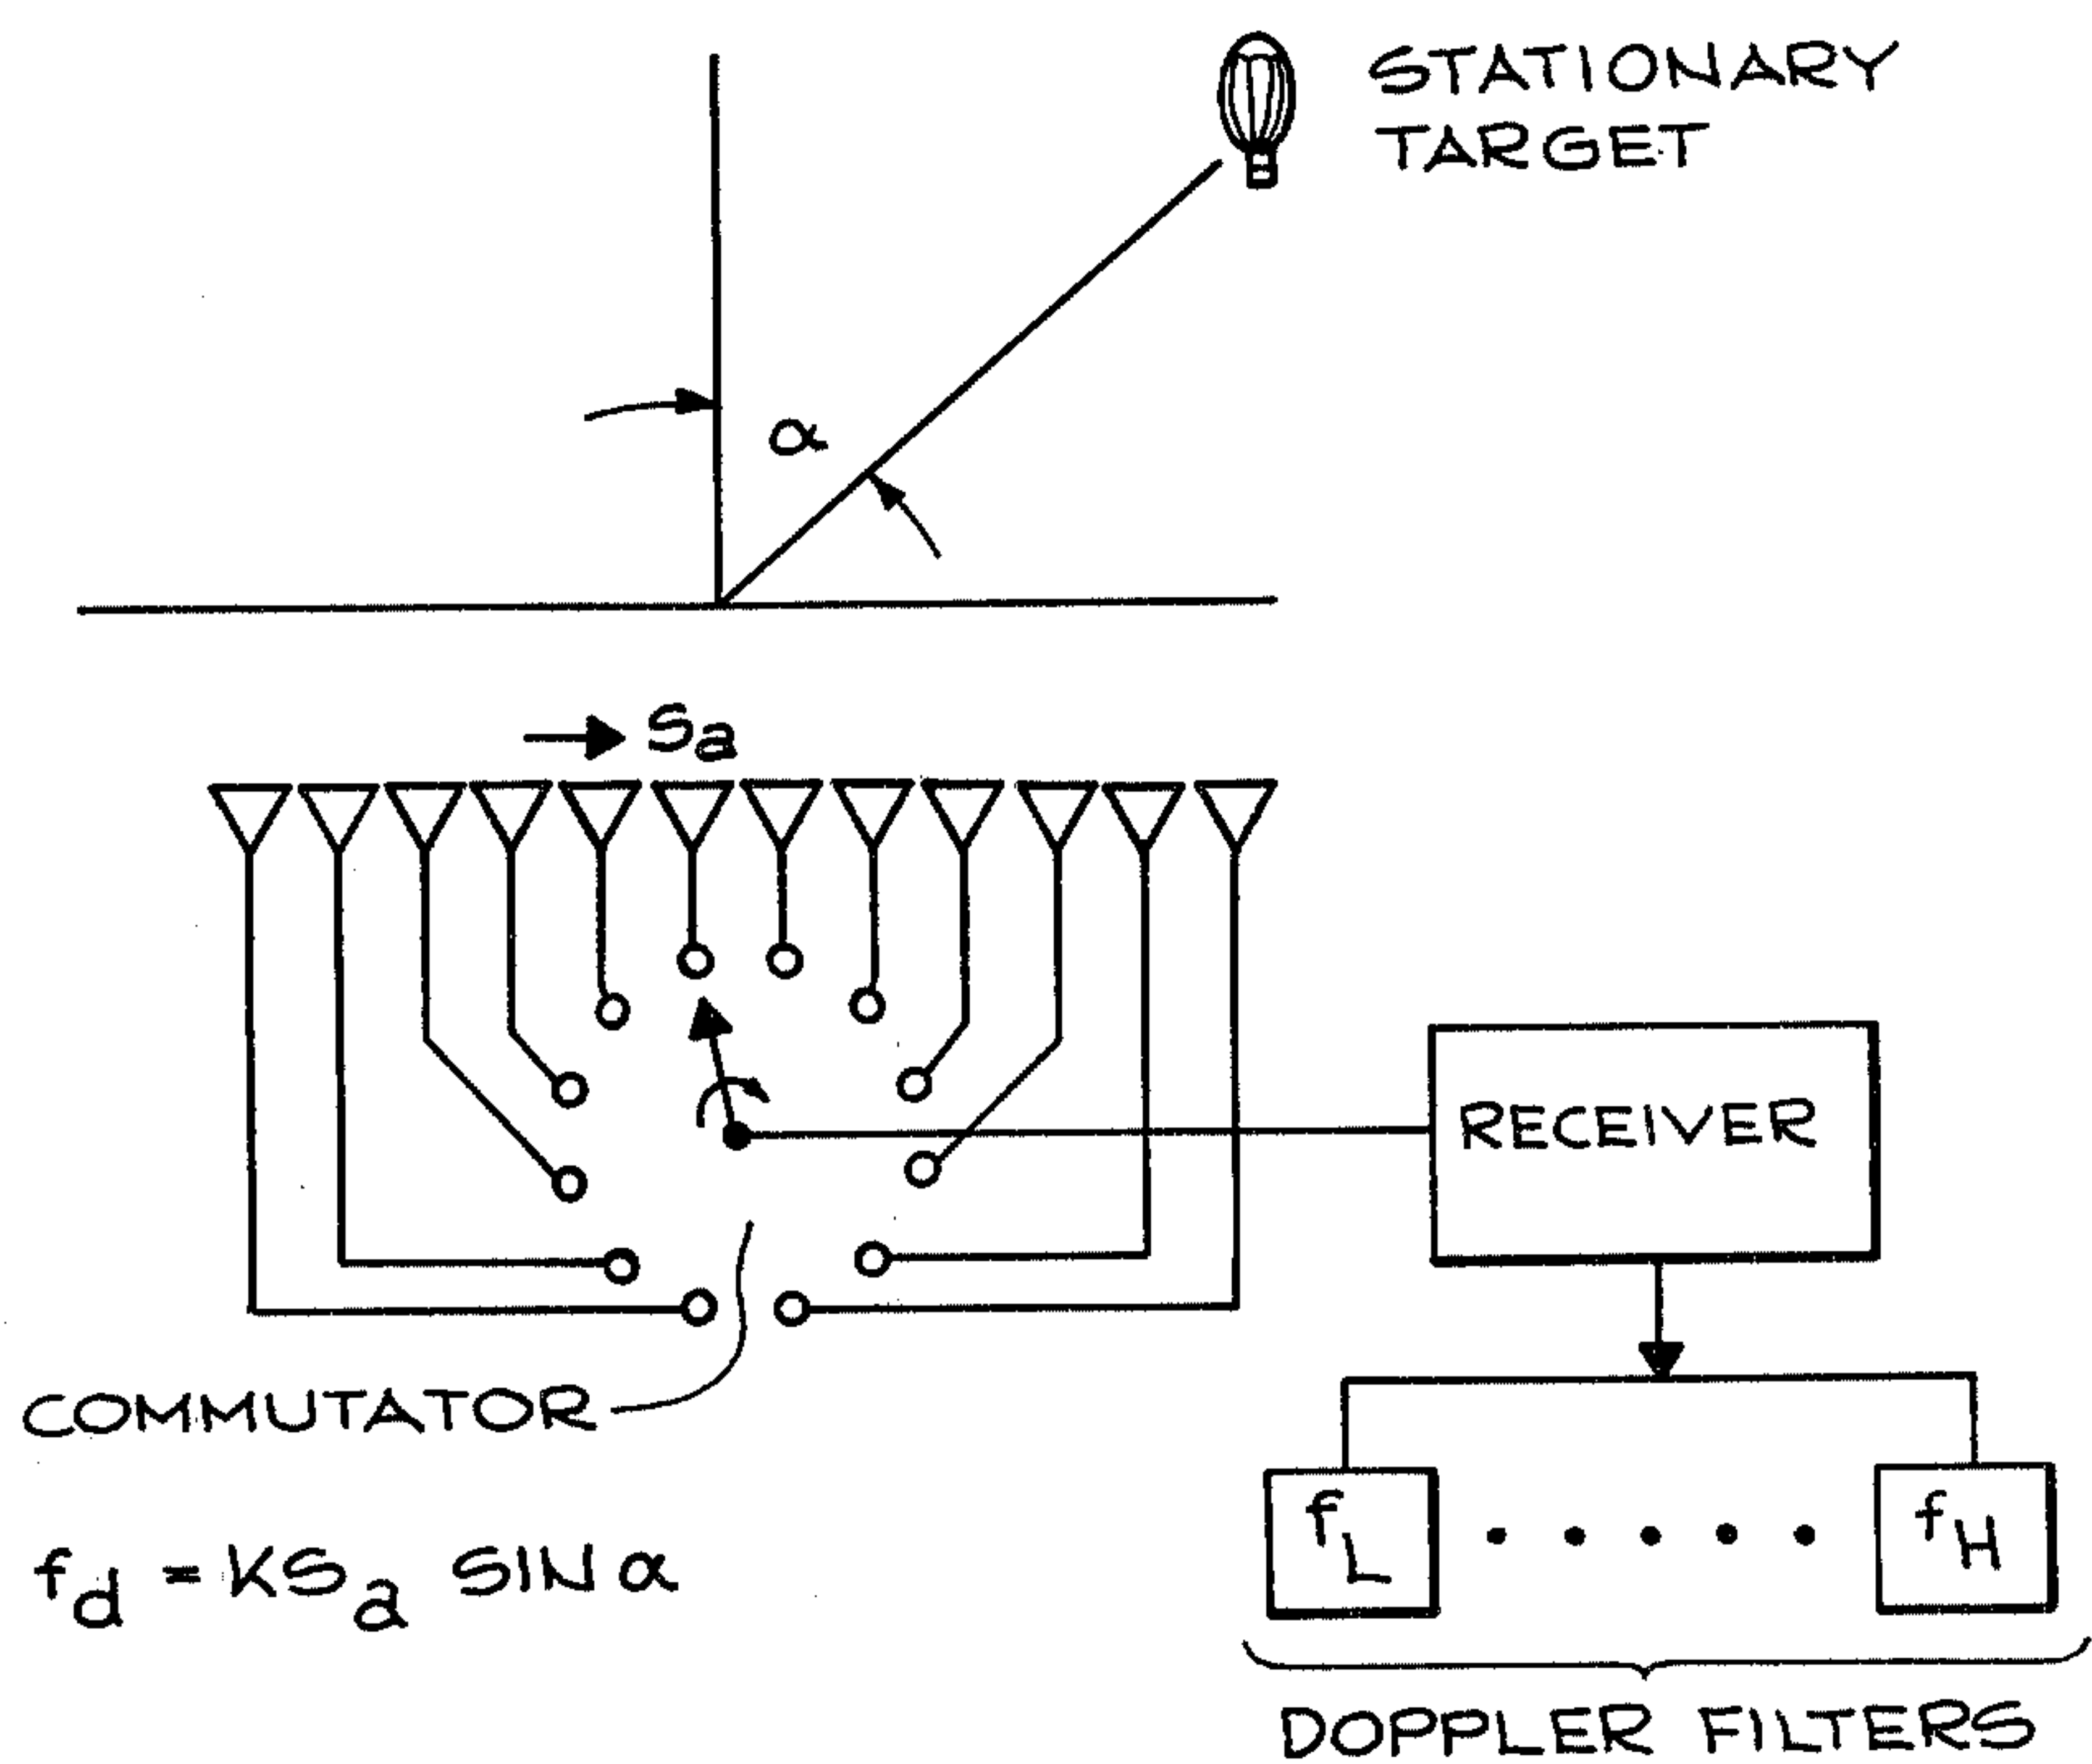 STATIONARY
TARGET
α
Sa
RECEIVER
COMMUTATOR
fL ..... fH
fd = KSa SIN α
DOPPLER FILTERS